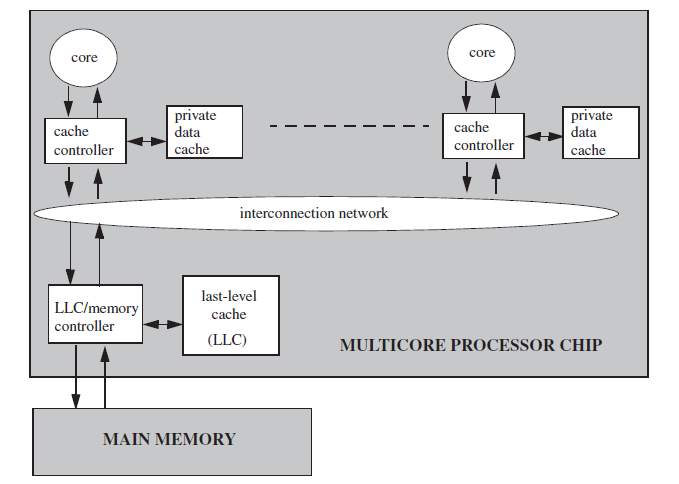 core
core
cache
controller
private
data
cache
cache
controller
private
data
cache
interconnection network
LLC/memory
controller
last-level
cache
(LLC)
MULTICORE PROCESSOR CHIP
MAIN MEMORY